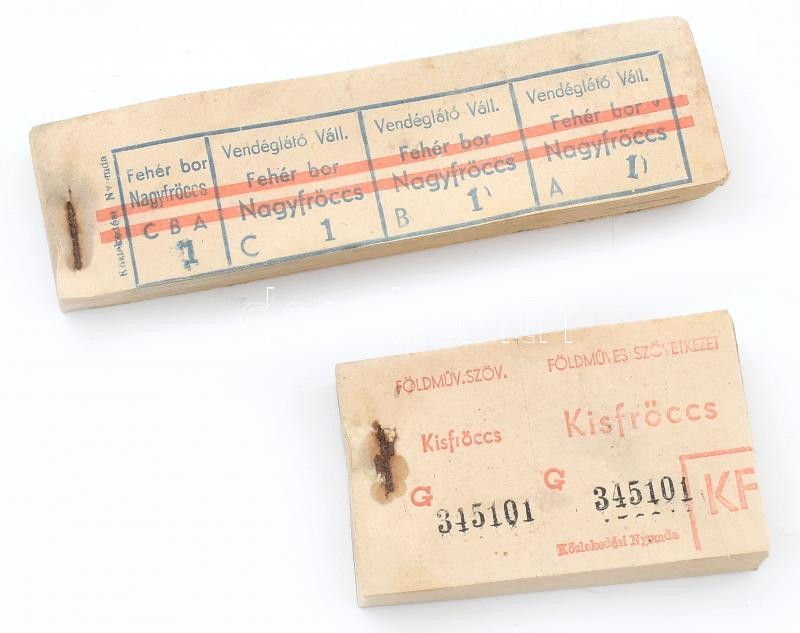 Közlekedési Nyomda
Fehér bor
Nagyfröccs
C B A
1
Vendéglátó Váll.
Fehér bor
Nagyfröccs
C 1
Vendéglátó Váll.
Fehér bor
Nagyfröccs
B 1
Vendéglátó Váll.
Fehér bor
Nagyfröccs
A 1
FÖLDMŰV.SZÖV.
Kisfröccs
G
345101
FÖLDMŰVES SZÖVETKEZET
Kisfröccs
G
345101
KF
Közlekedési Nyomda